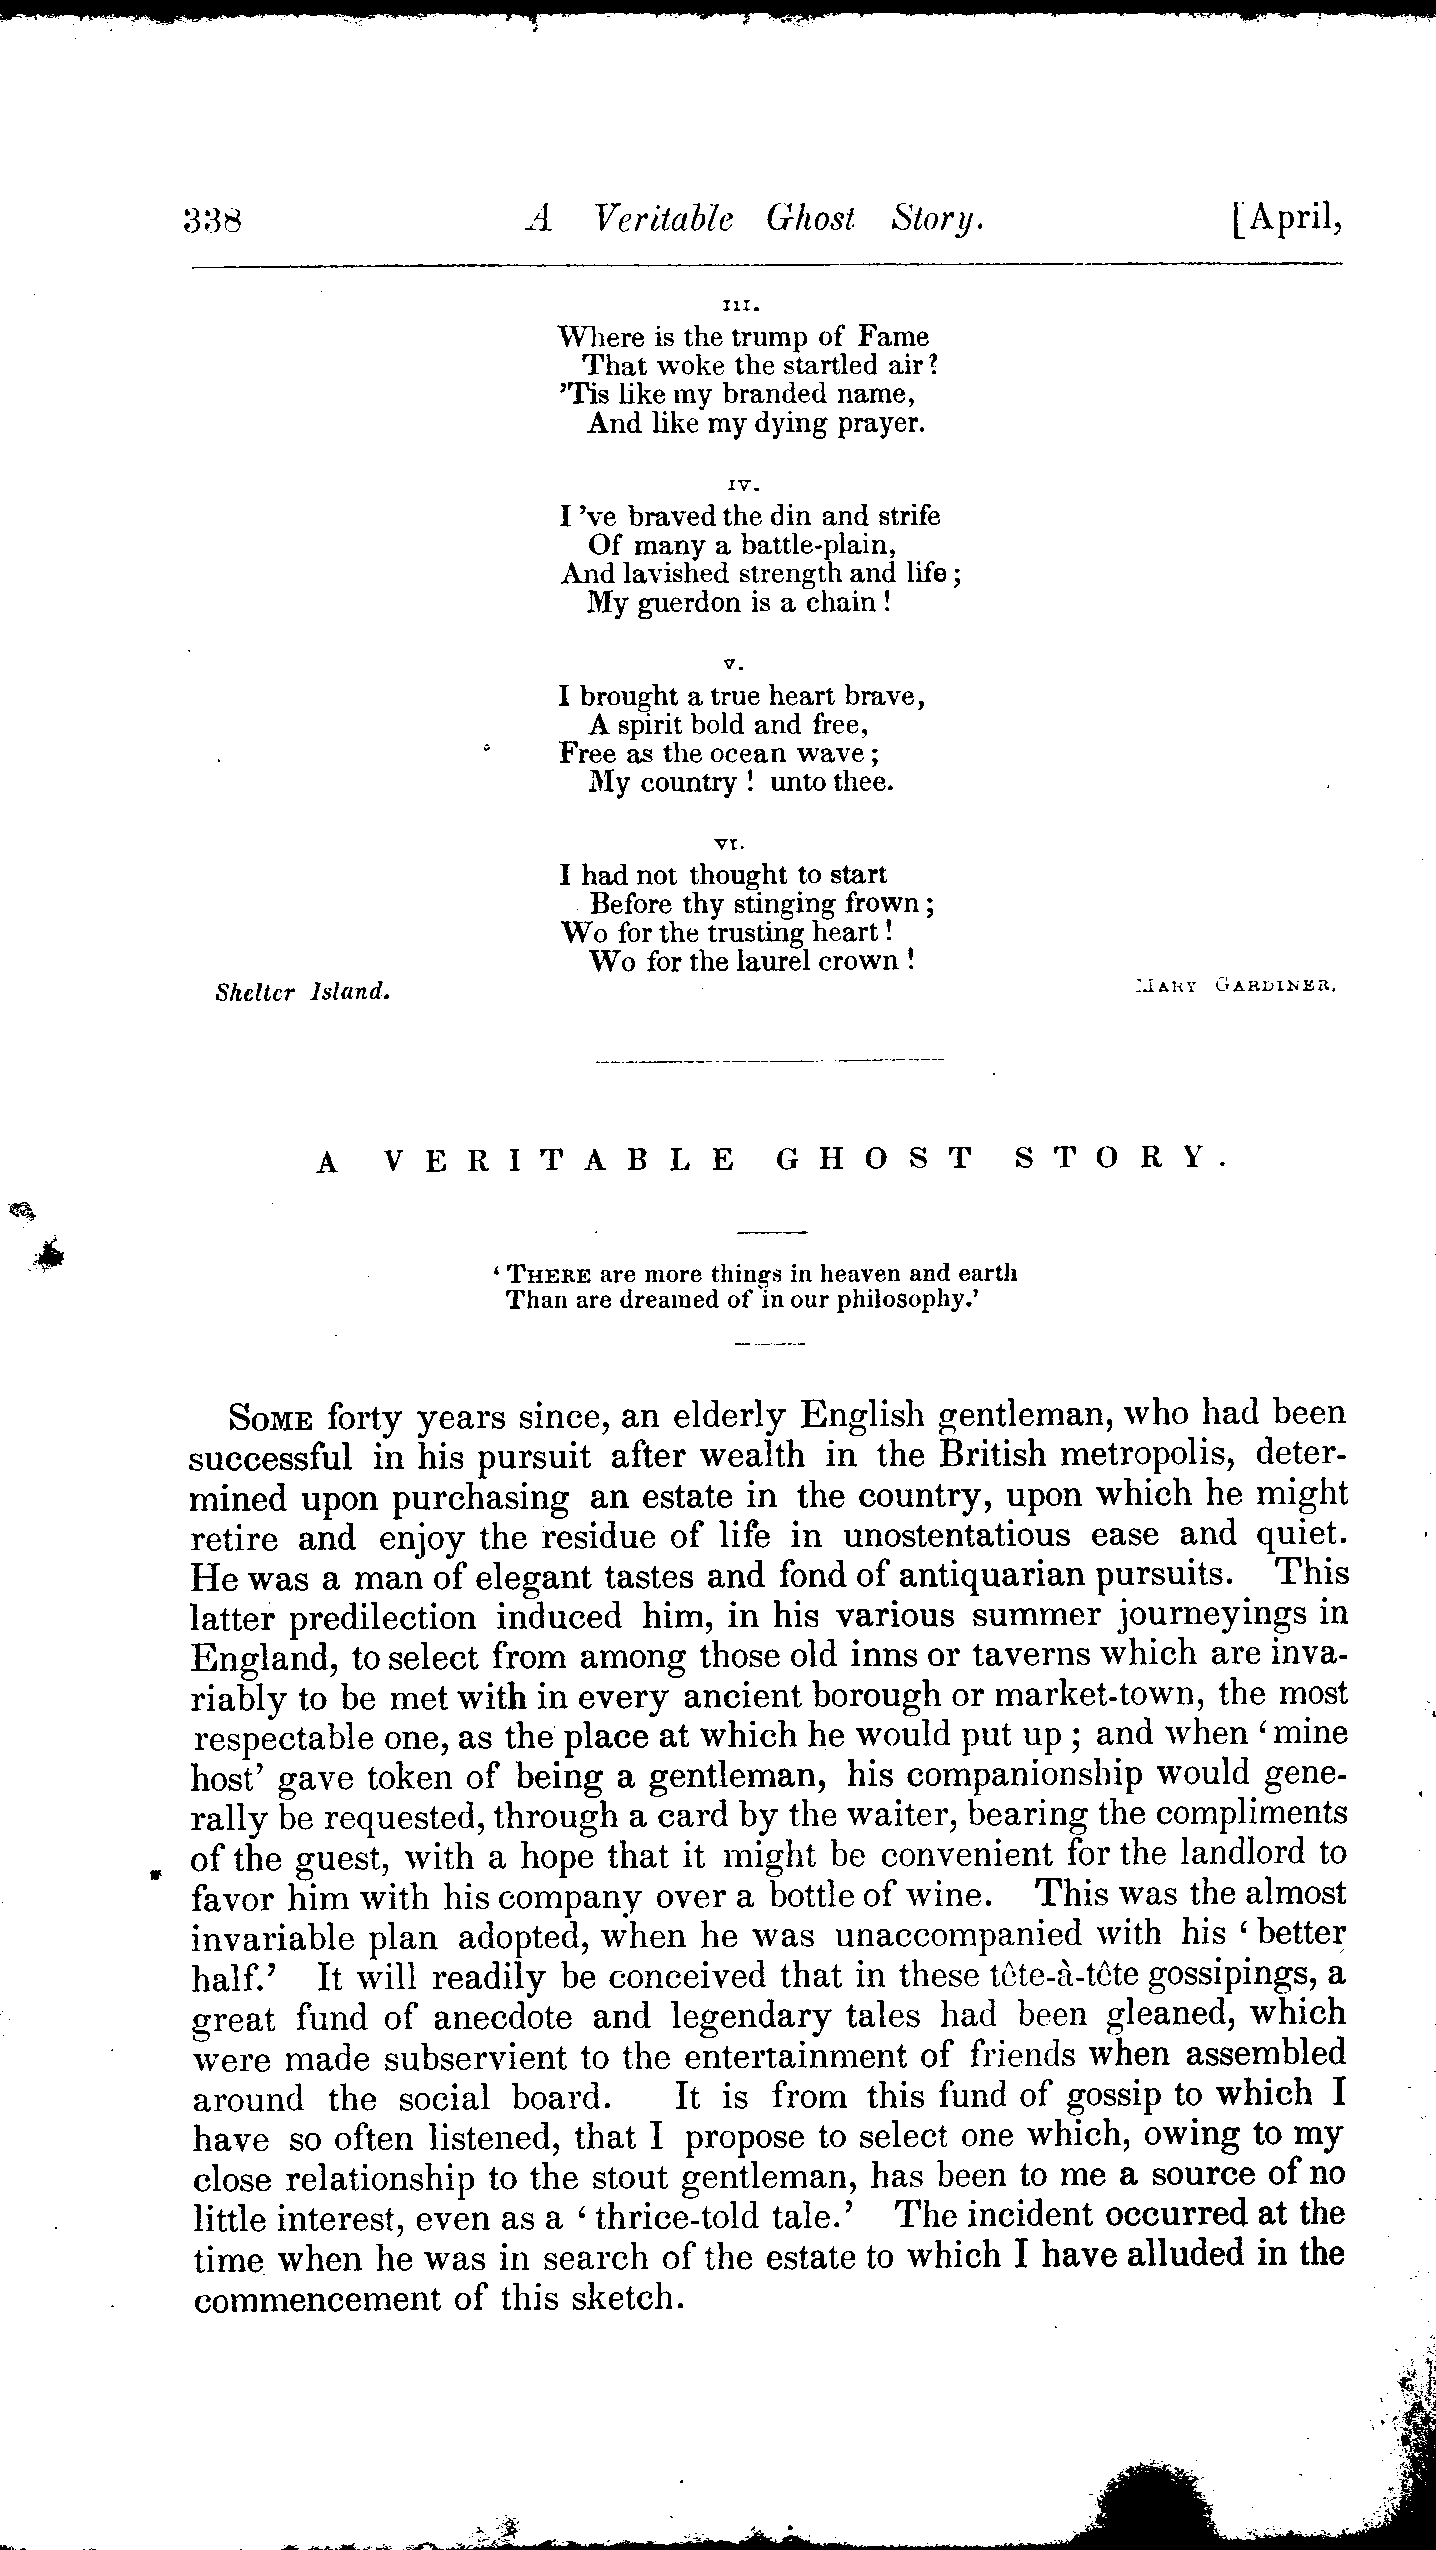 338 A Veritable Ghost Story. [April,
III.
Where is the trump of Fame
That woke the startled air?
'Tis like my branded name,
And like my dying prayer.
IV.
I 've braved the din and strife
Of many a battle-plain,
And lavished strength and life;
My guerdon is a chain!
V.
I brought a true heart brave,
A spirit bold and free,
Free as the ocean wave;
My country! unto thee.
VI.
I had not thought to start
Before thy stinging frown;
Wo for the trusting heart!
Wo for the laurel crown!
Shelter Island. MARY GARDINER.
A VERITABLE GHOST STORY.
'THERE are more things in heaven and earth
Than are dreamed of in our philosophy.'
SOME forty years since, an elderly English gentleman, who had been
successful in his pursuit after wealth in the British metropolis, deter-
mined upon purchasing an estate in the country, upon which he might
retire and enjoy the residue of life in unostentatious ease and quiet.
He was a man of elegant tastes and fond of antiquarian pursuits. This
latter predilection induced him, in his various summer journeyings in
England, to select from among those old inns or taverns which are inva-
riably to be met with in every ancient borough or market-town, the most
respectable one, as the place at which he would put up; and when 'mine
host' gave token of being a gentleman, his companionship would gene-
rally be requested, through a card by the waiter, bearing the compliments
of the guest, with a hope that it might be convenient for the landlord to
favor him with his company over a bottle of wine. This was the almost
invariable plan adopted, when he was unaccompanied with his 'better
half.' It will readily be conceived that in these tête-à-tête gossipings, a
great fund of anecdote and legendary tales had been gleaned, which
were made subservient to the entertainment of friends when assembled
around the social board. It is from this fund of gossip to which I
have so often listened, that I propose to select one which, owing to my
close relationship to the stout gentleman, has been to me a source of no
little interest, even as a 'thrice-told tale.' The incident occurred at the
time when he was in search of the estate to which I have alluded in the
commencement of this sketch.